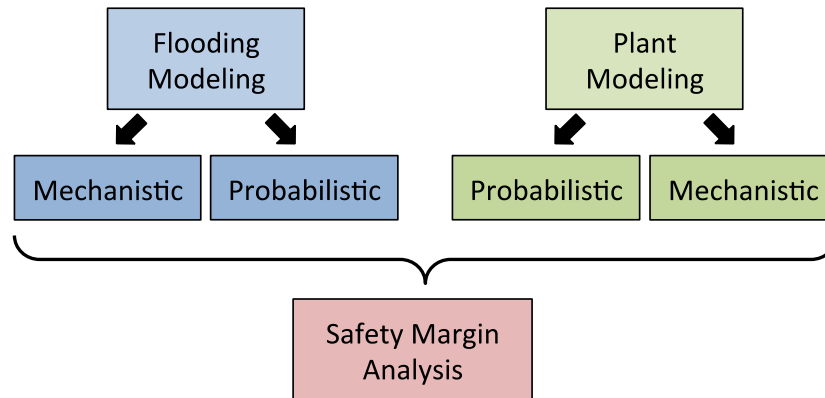 Flooding
Modeling
Plant
Modeling
Mechanistic
Probabilistic
Probabilistic
Mechanistic
Safety Margin
Analysis